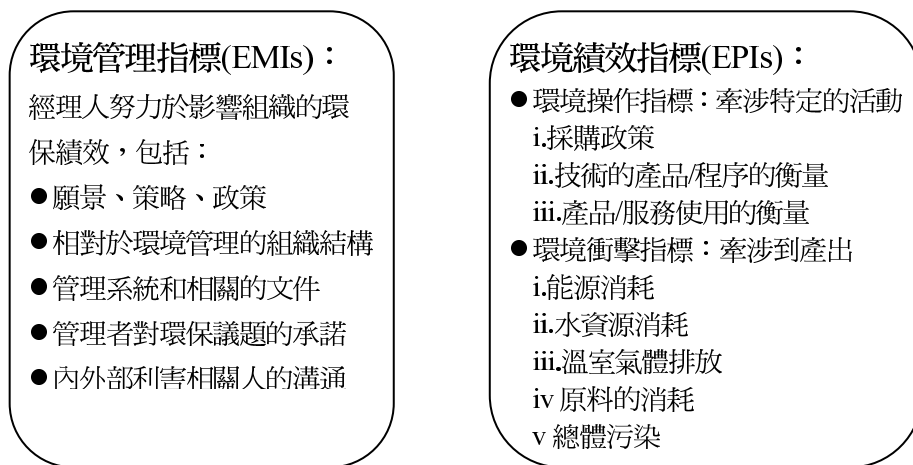 環境管理指標(EMIs)：
經理人努力於影響組織的環
保績效，包括：
●願景、策略、政策
●相對於環境管理的組織結構
●管理系統和相關的文件
●管理者對環保議題的承諾
●內外部利害相關人的溝通
環境績效指標(EPIs)：
●環境操作指標：牽涉特定的活動
i.採購政策
ii.技術的產品/程序的衡量
iii.產品/服務使用的衡量
●環境衝擊指標：牽涉到產出
i.能源消耗
ii.水資源消耗
iii.溫室氣體排放
iv 原料的消耗
v 總體污染